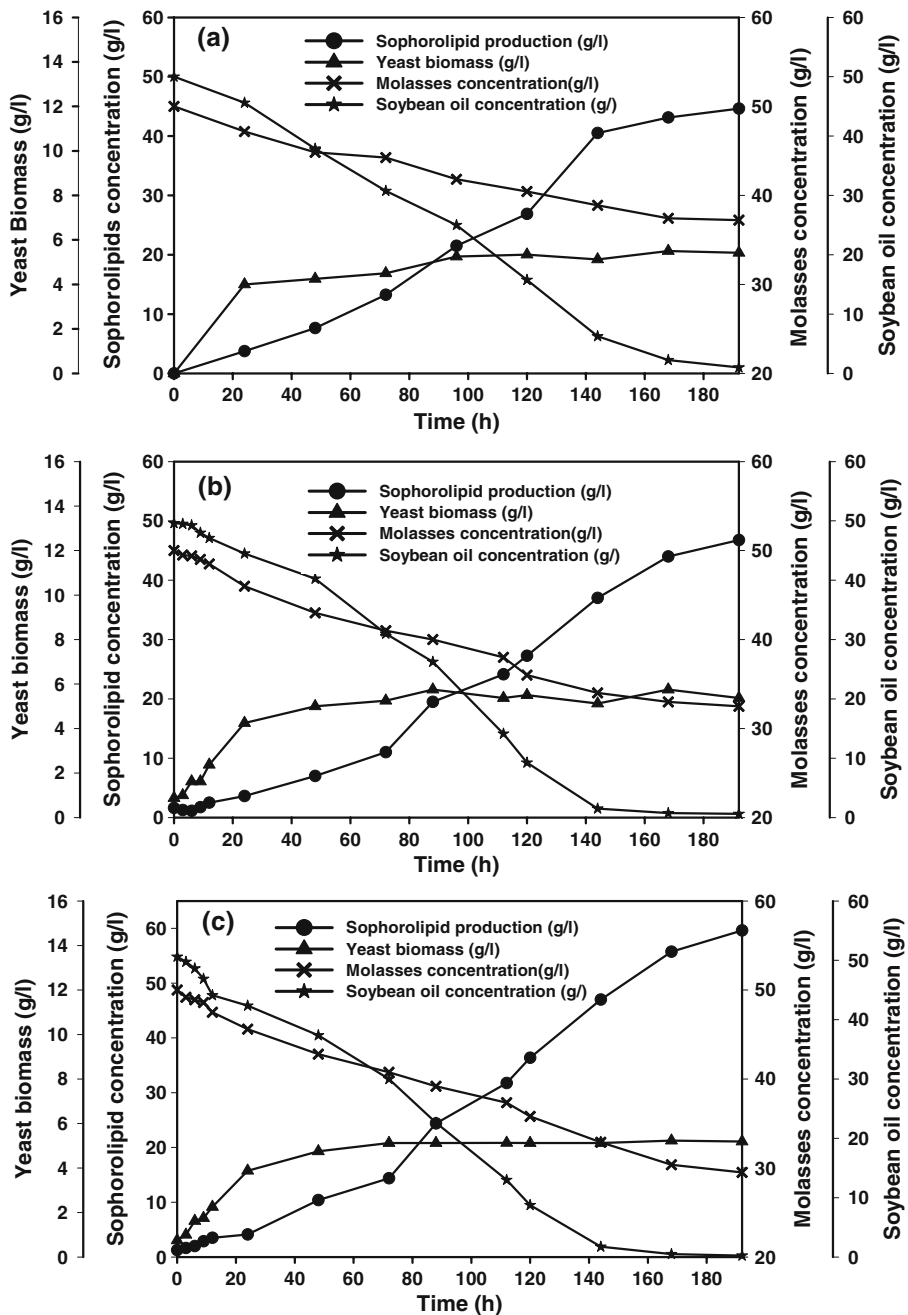 (a)
Sophorolipid production (g/l)
Yeast biomass (g/l)
Molasses concentration(g/l)
Soybean oil concentration (g/)
Yeast Biomass (g/l)
16
14
12
10
8
6
4
2
0
Sophorolipids concentration (g/l)
60
50
40
30
20
10
0
Molasses concentration (g/l)
60
50
40
30
20
Soybean oil concentration (g/l)
60
50
40
30
20
10
0
0 20 40 60 80 100 120 140 160 180
Time (h)
(b)
Sophorolipid production (g/l)
Yeast biomass (g/l)
Molasses concentration(g/l)
Soybean oil concentration (g/)
Yeast biomass (g/l)
16
14
12
10
8
6
4
2
0
Sophorolipid concentration (g/l)
60
50
40
30
20
10
0
Molasses concentration (g/l)
60
50
40
30
20
Soybean oil concentration (g/l)
60
50
40
30
20
10
0
0 20 40 60 80 100 120 140 160 180
Time (h)
(c)
Sophorolipid production (g/l)
Yeast biomass (g/l)
Molasses concentration(g/l)
Soybean oil concentration (g/)
Yeast biomass (g/l)
16
14
12
10
8
6
4
2
0
Sophorolipid concentration (g/l)
60
50
40
30
20
10
0
Molasses concentration (g/l)
60
50
40
30
20
Soybean oil concentration (g/l)
60
50
40
30
20
10
0
0 20 40 60 80 100 120 140 160 180
Time (h)